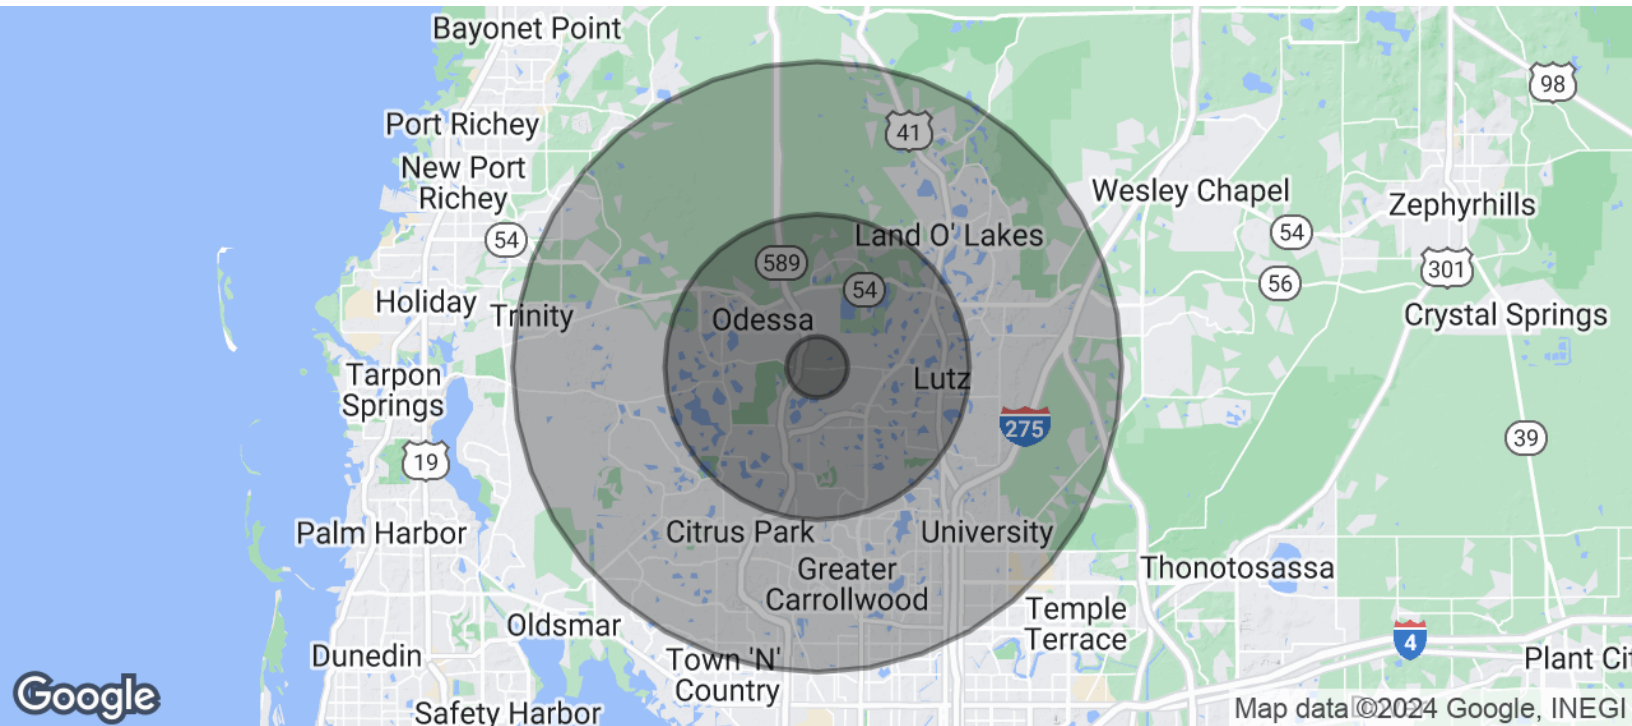 Bayonet Point
98
Port Richey
41
New Port
Richey
Wesley Chapel
Zephyrhills
54
Land O' Lakes
54
589
301
56
54
Holiday
Trinity
Odessa
Crystal Springs
Tarpon
Springs
Lutz
275
39
19
Palm Harbor
Citrus Park
University
Greater
Carrollwood
Thonotosassa
Temple
Terrace
Oldsmar
4
Dunedin
Town 'N'
Country
Plant Cit
Google
Safety Harbor
Map data ©2024 Google, INEGI